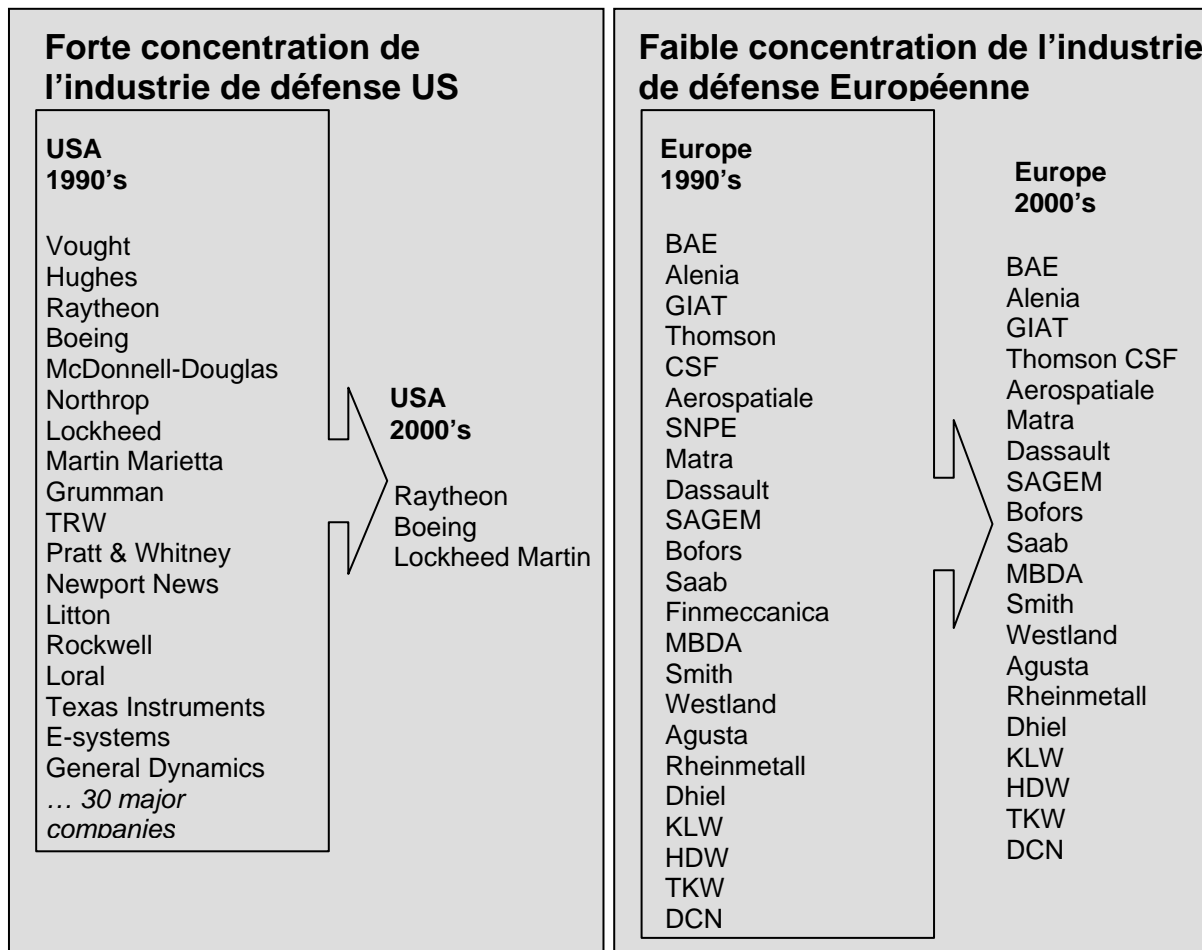 Forte concentration de
l’industrie de défense US
USA
1990’s
Vought
Hughes
Raytheon
Boeing
McDonnell-Douglas
Northrop
Lockheed
Martin Marietta
Grumman
TRW
Pratt & Whitney
Newport News
Litton
Rockwell
Loral
Texas Instruments
E-systems
General Dynamics
… 30 major
companies
USA
2000’s
Raytheon
Boeing
Lockheed Martin
Faible concentration de l’industrie
de défense Européenne
Europe
1990’s
BAE
Alenia
GIAT
Thomson
CSF
Aerospatiale
SNPE
Matra
Dassault
SAGEM
Bofors
Saab
Finmeccanica
MBDA
Smith
Westland
Agusta
Rheinmetall
Dhiel
KLW
HDW
TKW
DCN
Europe
2000’s
BAE
Alenia
GIAT
Thomson CSF
Aerospatiale
Matra
Dassault
SAGEM
Bofors
Saab
MBDA
Smith
Westland
Agusta
Rheinmetall
Dhiel
KLW
HDW
TKW
DCN